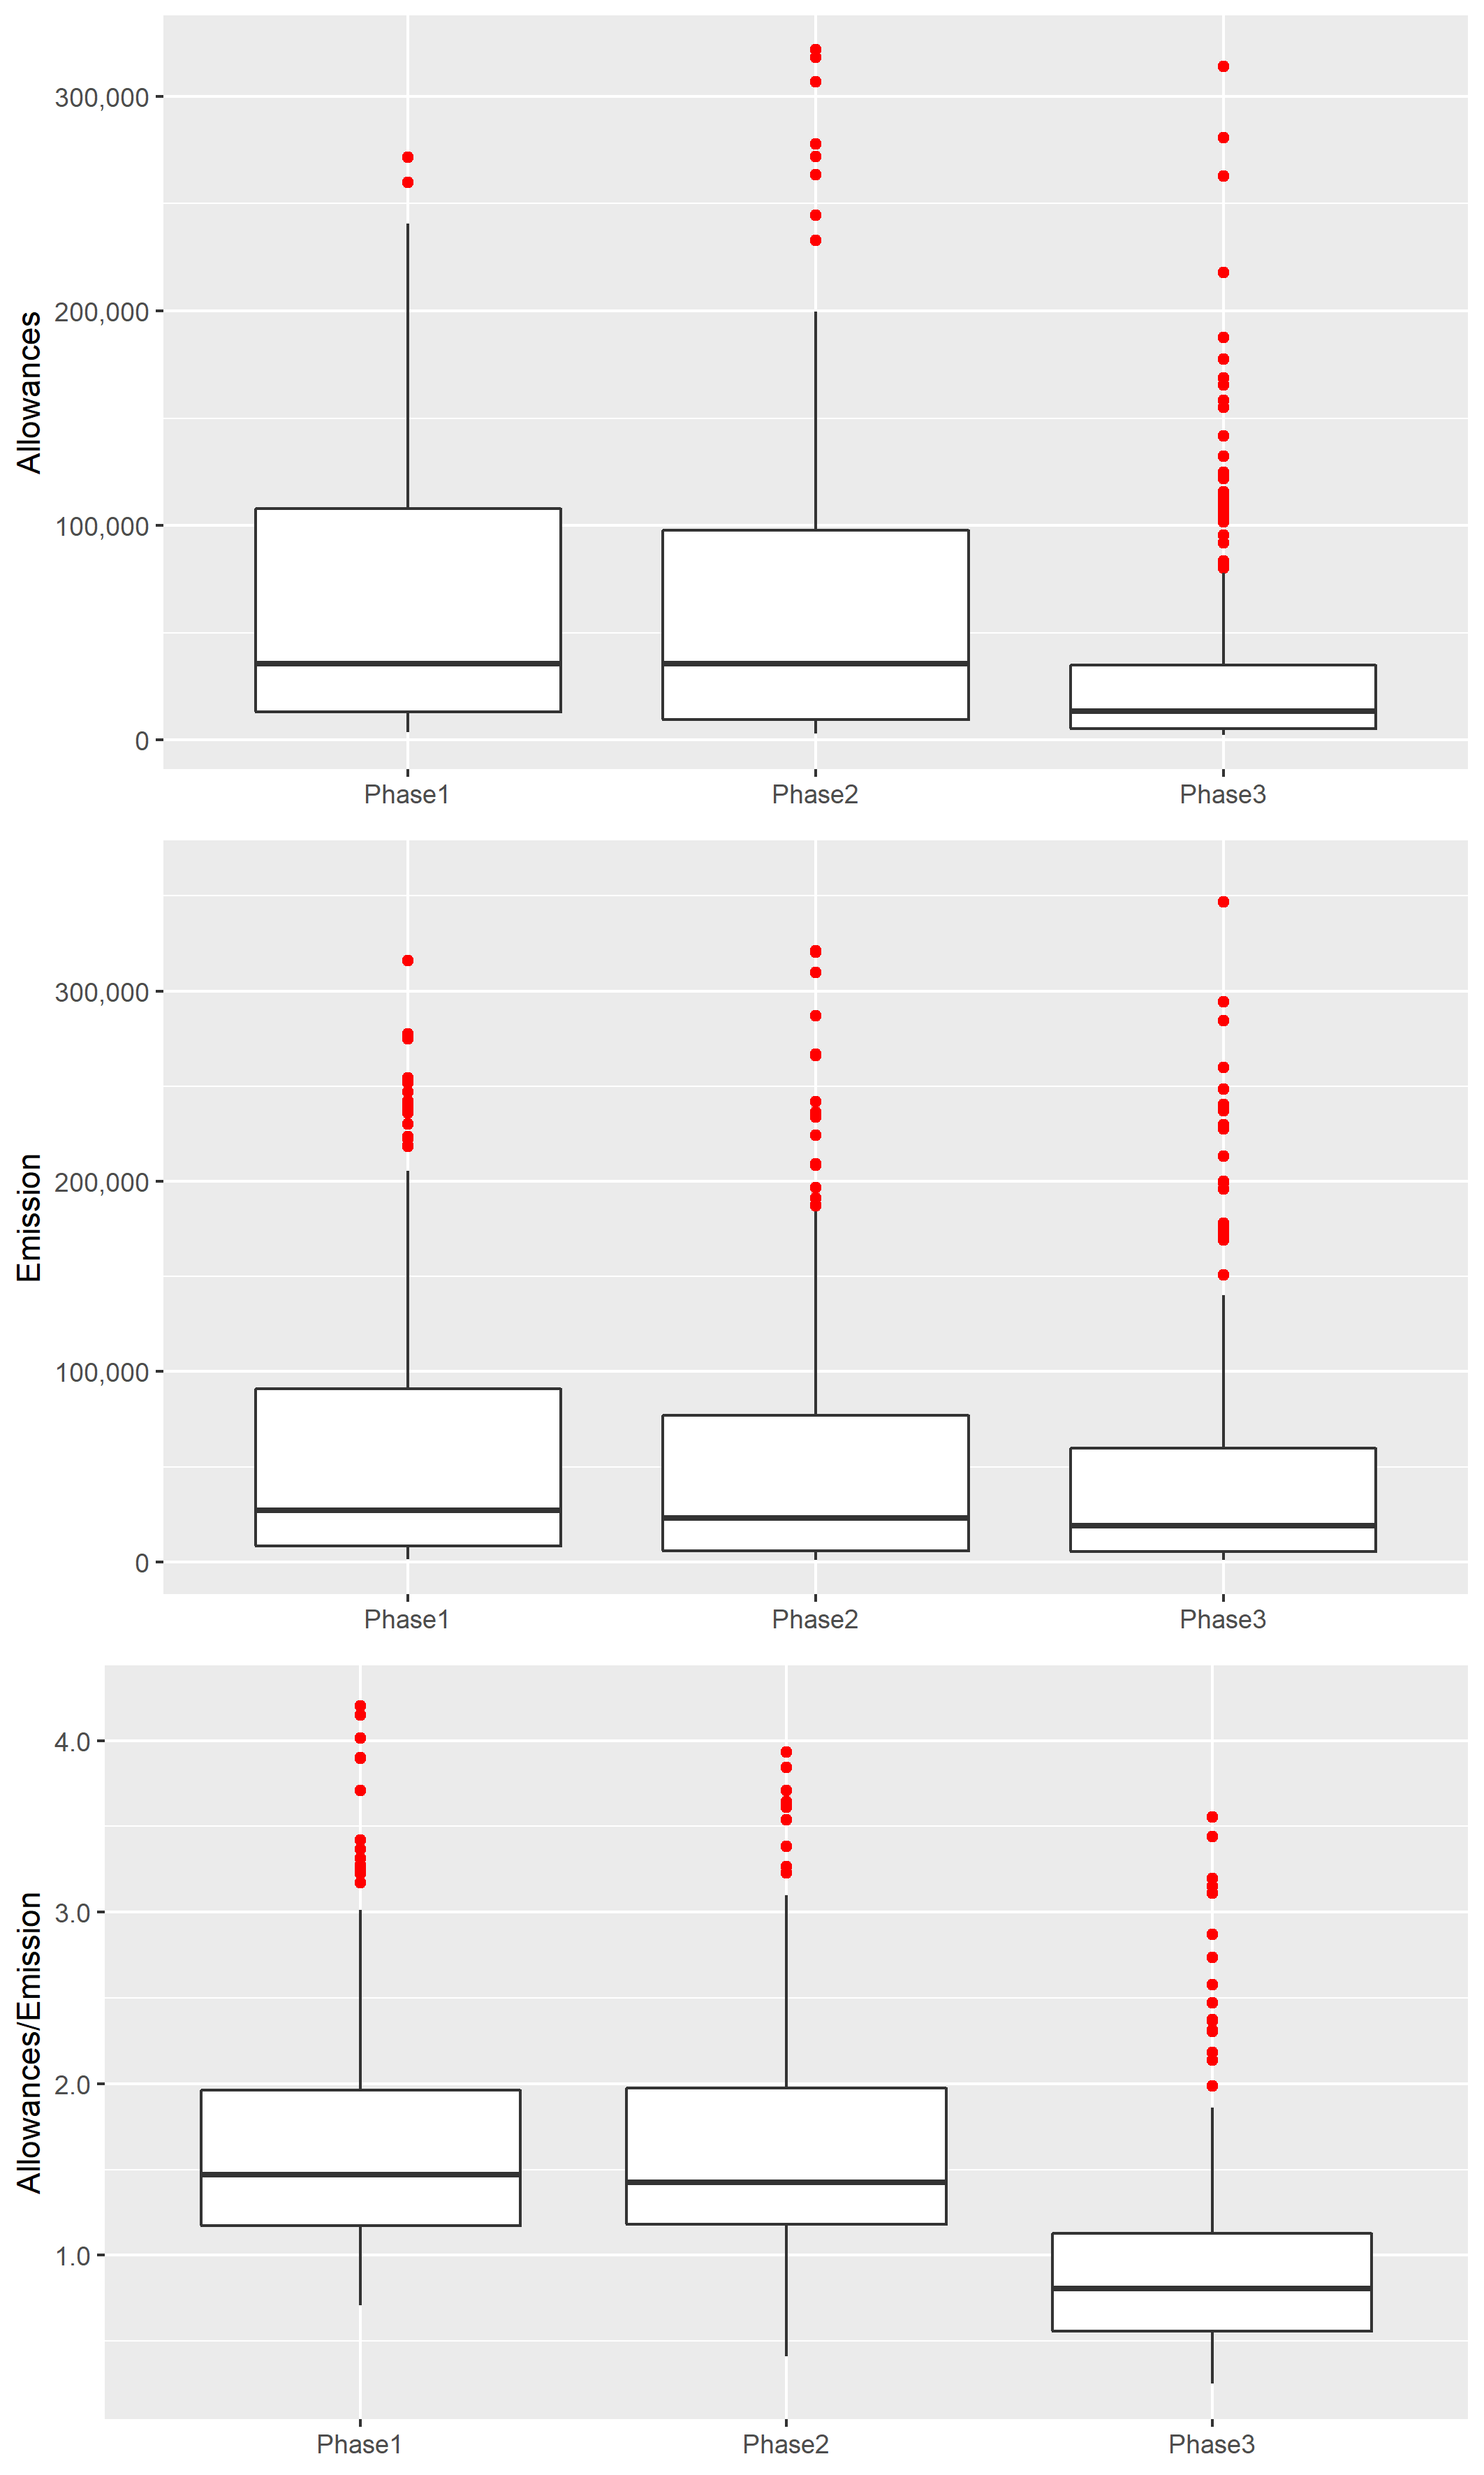 Allowances
300,000
200,000
100,000
0
Phase1 Phase2 Phase3
Emission
300,000
200,000
100,000
0
Phase1 Phase2 Phase3
Allowances/Emission
4.0
3.0
2.0
1.0
Phase1 Phase2 Phase3